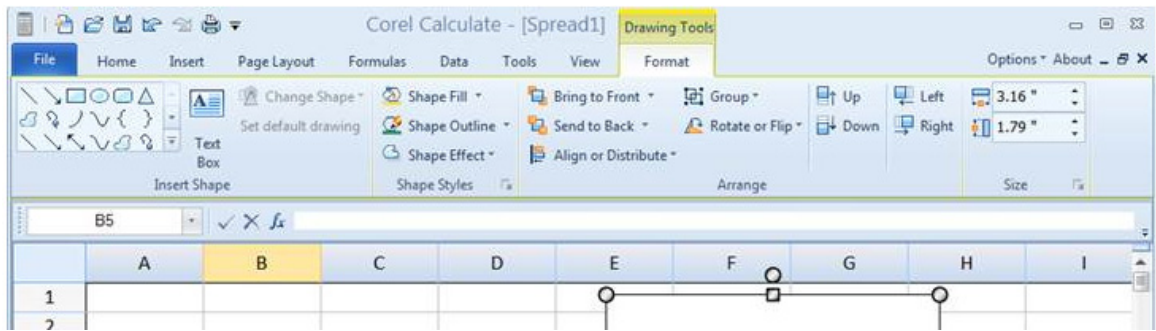 Corel Calculate - [Spread1] Drawing Tools
File Home Insert Page Layout Formulas Data Tools View Format Options About
Change Shape Shape Fill Bring to Front Group Up Left 3.16 "
Set default drawing Shape Outline Send to Back Rotate or Flip Down Right 1.79 "
Text
Box
Shape Effect Align or Distribute
Insert Shape Shape Styles Arrange Size
B5 fx
A B C D E F G H I
1
2